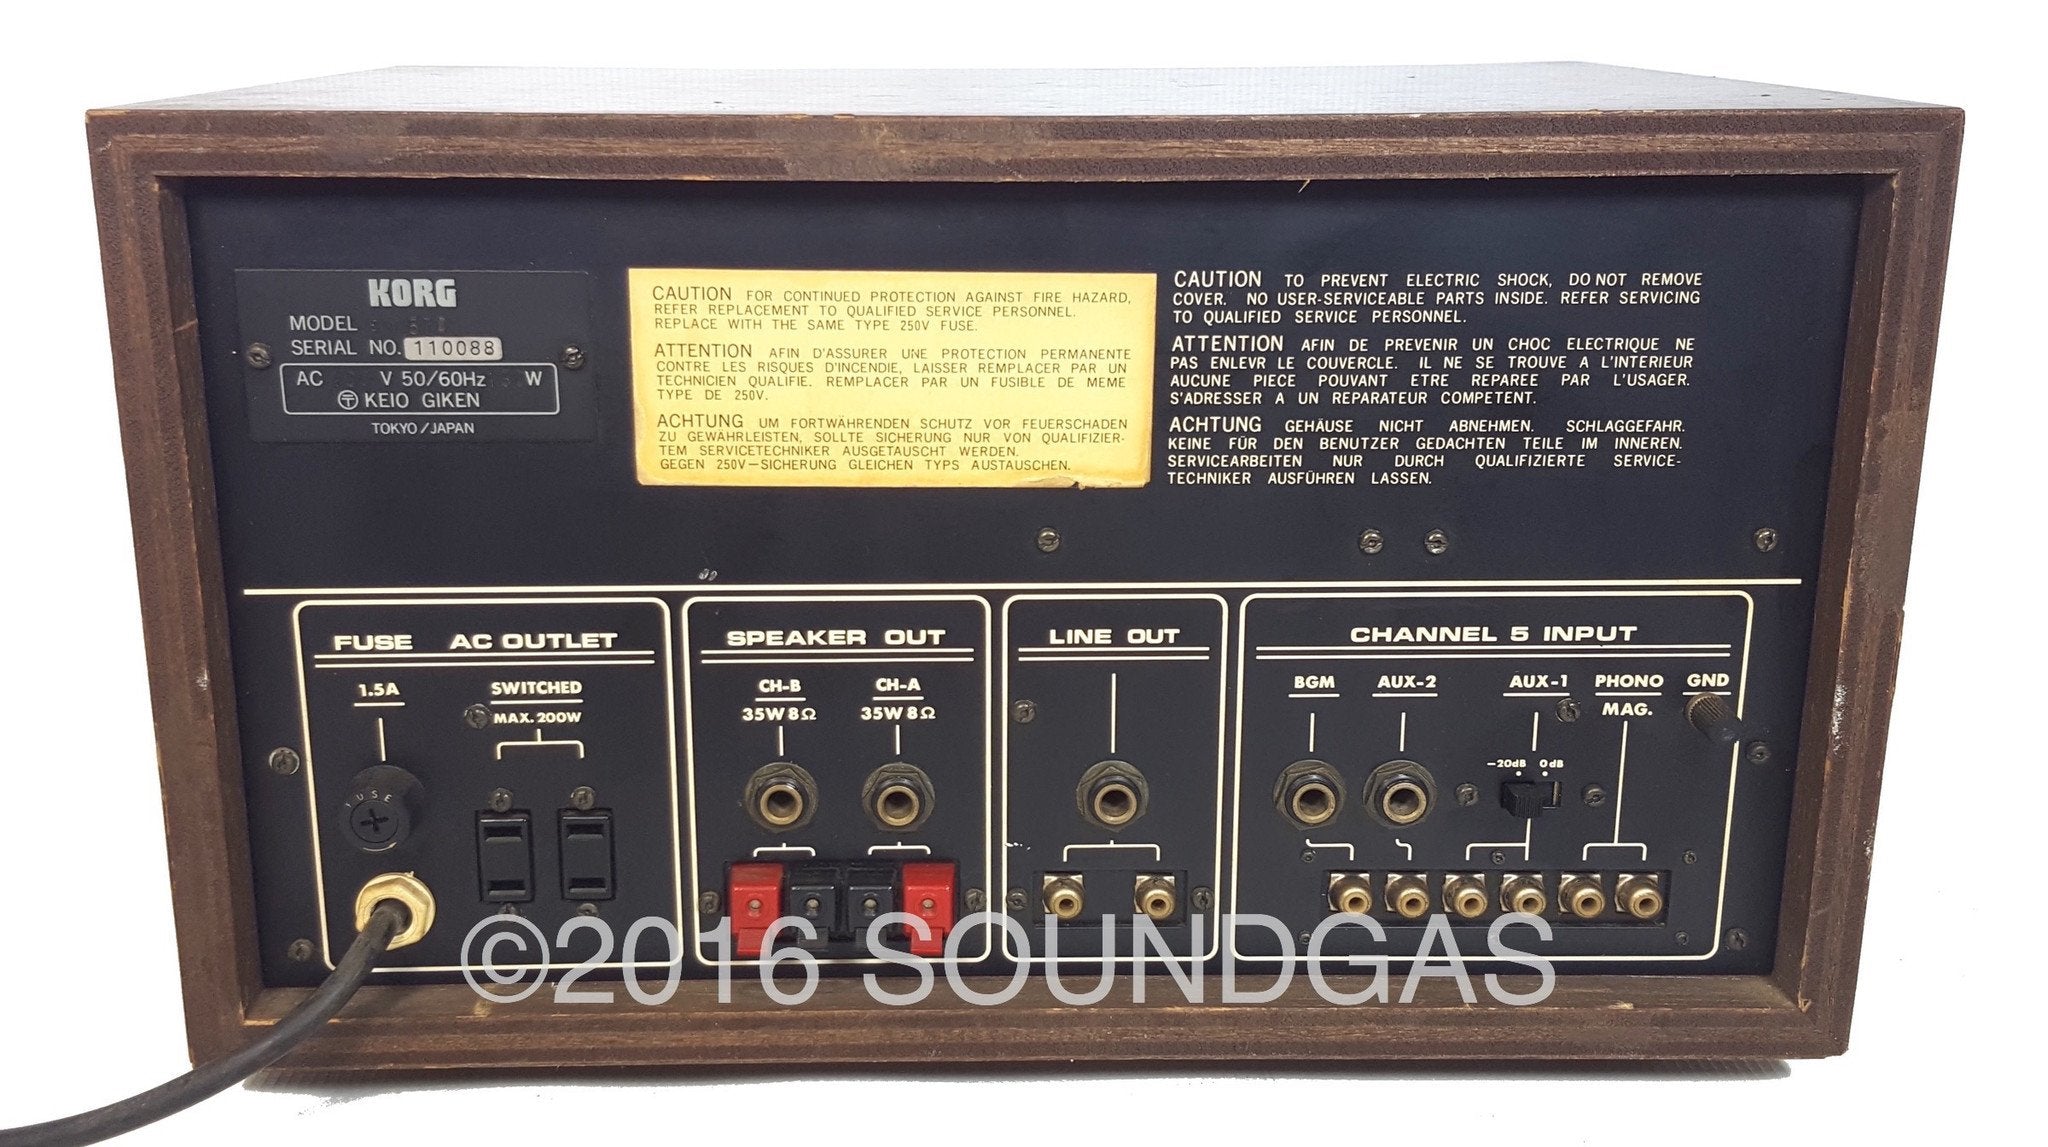 KORG
MODEL
SERIAL NO. 110088
AC V 50/60Hz W
〶 KEIO GIKEN
TOKYO/JAPAN
CAUTION FOR CONTINUED PROTECTION AGAINST FIRE HAZARD,
REFER REPLACEMENT TO QUALIFIED SERVICE PERSONNEL.
REPLACE WITH THE SAME TYPE 250V FUSE.
ATTENTION AFIN D'ASSURER UNE PROTECTION PERMANENTE
CONTRE LES RISQUES D'INCENDIE, LAISSER REMPLACER PAR UN
TECHNICIEN QUALIFIE. REMPLACER PAR UN FUSIBLE DE MEME
TYPE DE 250V.
ACHTUNG UM FORTWÄHRENDEN SCHUTZ VOR FEUERSCHADEN
ZU GEWÄHRLEISTEN, SOLLTE SICHERUNG NUR VON QUALIFIZIER-
TEM SERVICETECHNIKER AUSGETAUSCHT WERDEN.
GEGEN 250V-SICHERUNG GLEICHEN TYPS AUSTAUSCHEN.
CAUTION TO PREVENT ELECTRIC SHOCK, DO NOT REMOVE
COVER. NO USER-SERVICEABLE PARTS INSIDE. REFER SERVICING
TO QUALIFIED SERVICE PERSONNEL.
ATTENTION AFIN DE PREVENIR UN CHOC ELECTRIQUE NE
PAS ENLEVR LE COUVERCLE. IL NE SE TROUVE A L'INTERIEUR
AUCUNE PIECE POUVANT ETRE REPAREE PAR L'USAGER.
S'ADRESSER A UN REPARATEUR COMPETENT.
ACHTUNG GEHÄUSE NICHT ABNEHMEN. SCHLAGGEFAHR.
KEINE FÜR DEN BENUTZER GEDACHTEN TEILE IM INNEREN.
SERVICEARBEITEN NUR DURCH QUALIFIZIERTE SERVICE-
TECHNIKER AUSFÜHREN LASSEN.
FUSE AC OUTLET
1.5A
SWITCHED
MAX. 200W
FUSE
SPEAKER OUT
CH-B CH-A
35W 8Ω 35W 8Ω
LINE OUT
CHANNEL 5 INPUT
BGM AUX-2 AUX-1 PHONO GND
MAG.
-20dB 0dB
©2016 SOUNDGAS